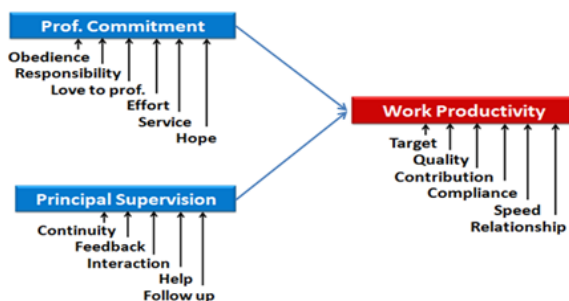 Prof. Commitment
Obedience
Responsibility
Love to prof.
Effort
Service
Hope
Work Productivity
Target
Quality
Contribution
Compliance
Speed
Relationship
Principal Supervision
Continuity
Feedback
Interaction
Help
Follow up